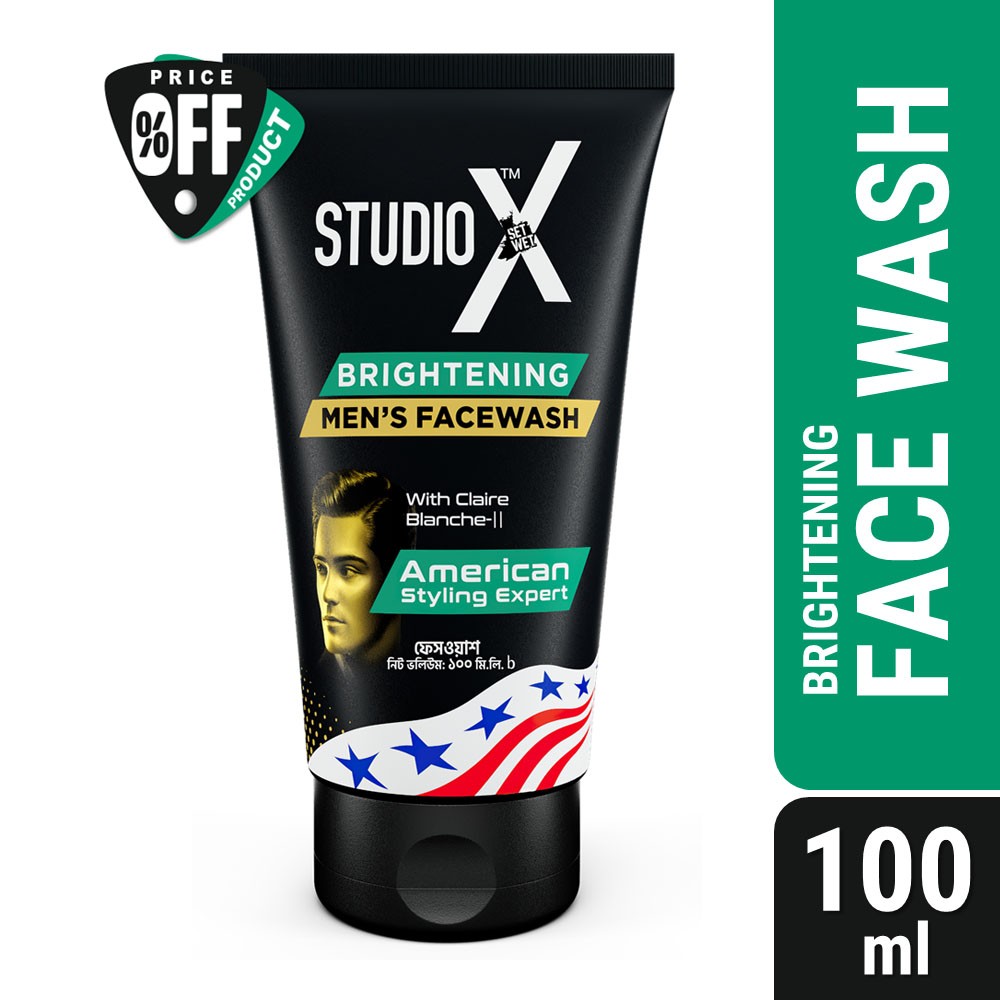 PRICE
%OFF
PRODUCT
STUDIO X™
SET
WET
BRIGHTENING
MEN'S FACEWASH
With Claire
Blanche-||
American
Styling Expert
ফেসওয়াশ
নিট ভলিউম: ১০০ মি.লি. b
BRIGHTENING
FACE WASH
100
ml